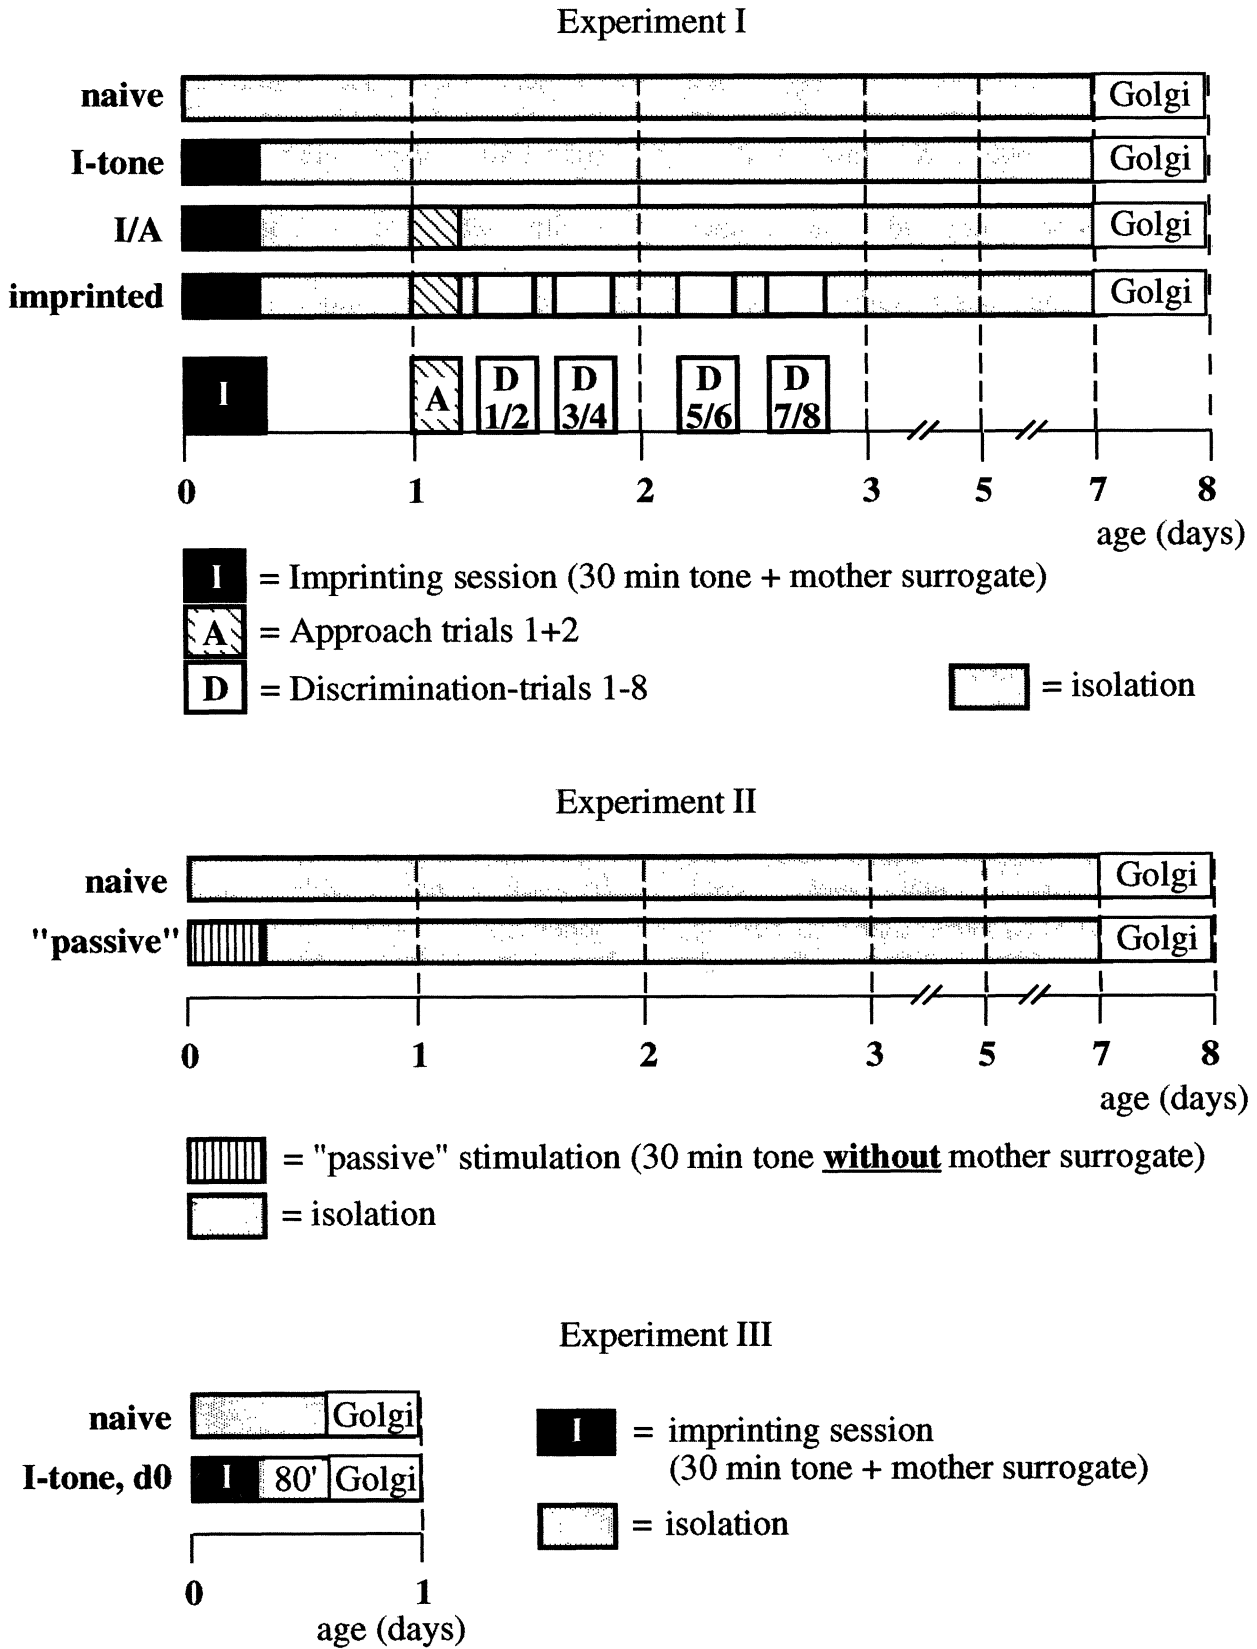 Experiment I
naive Golgi
I-tone Golgi
I/A Golgi
imprinted Golgi
I A D 1/2 D 3/4 D 5/6 D 7/8
0 1 2 3 5 7 8
age (days)
I = Imprinting session (30 min tone + mother surrogate)
A = Approach trials 1+2
D = Discrimination-trials 1-8
= isolation
Experiment II
naive Golgi
"passive" Golgi
0 1 2 3 5 7 8
age (days)
= "passive" stimulation (30 min tone without mother surrogate)
= isolation
Experiment III
naive Golgi
I-tone, d0 I 80' Golgi
0 1
age (days)
I = imprinting session
(30 min tone + mother surrogate)
= isolation